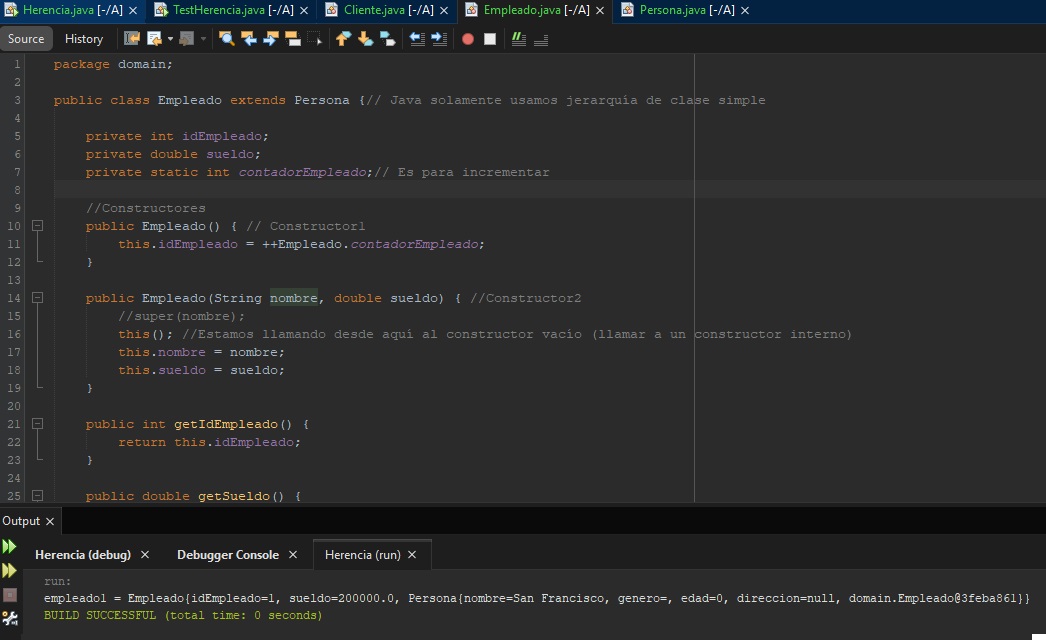 Herencia.java [-/A] × TestHerencia.java [-/A] × Cliente.java [-/A] × Empleado.java [-/A] × Persona.java [-/A] ×
Source History
1 package domain;
2
3 public class Empleado extends Persona {// Java solamente usamos jerarquía de clase simple
4
5 private int idEmpleado;
6 private double sueldo;
7 private static int contadorEmpleado;// Es para incrementar
8
9 //Constructores
10 public Empleado() { // Constructor1
11 this.idEmpleado = ++Empleado.contadorEmpleado;
12 }
13
14 public Empleado(String nombre, double sueldo) { //Constructor2
15 //super(nombre);
16 this(); //Estamos llamando desde aquí al constructor vacío (llamar a un constructor interno)
17 this.nombre = nombre;
18 this.sueldo = sueldo;
19 }
20
21 public int getIdEmpleado() {
22 return this.idEmpleado;
23 }
24
25 public double getSueldo() {
Output ×
Herencia (debug) × Debugger Console × Herencia (run) ×
run:
empleado1 = Empleado{idEmpleado=1, sueldo=200000.0, Persona{nombre=San Francisco, genero=, edad=0, direccion=null, domain.Empleado@3feba861}}
BUILD SUCCESSFUL (total time: 0 seconds)